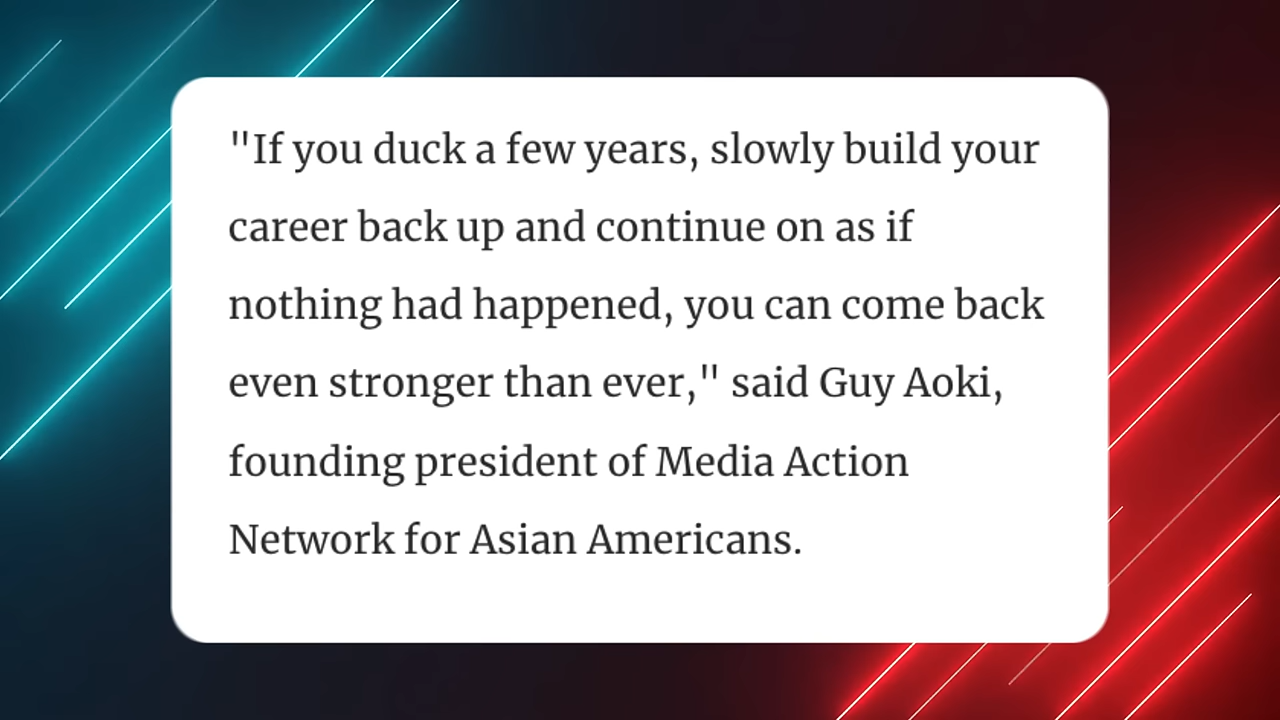 "If you duck a few years, slowly build your
career back up and continue on as if
nothing had happened, you can come back
even stronger than ever," said Guy Aoki,
founding president of Media Action
Network for Asian Americans.